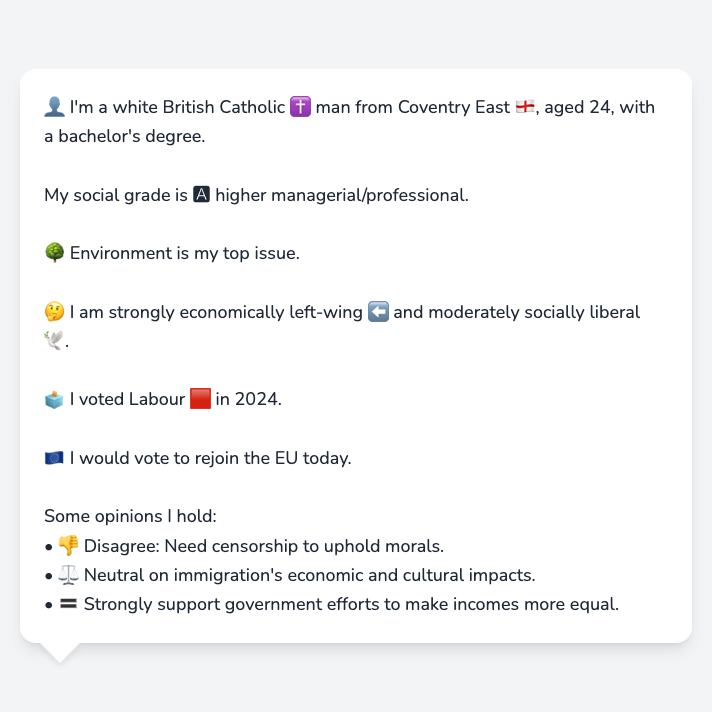 👤 I'm a white British Catholic ✝️ man from Coventry East 🏴󠁧󠁢󠁥󠁮󠁧󠁿, aged 24, with
a bachelor's degree.
My social grade is 🅰 higher managerial/professional.
🌳 Environment is my top issue.
🤔 I am strongly economically left-wing ⬅️ and moderately socially liberal
🕊️.
🗳️ I voted Labour 🟥 in 2024.
🇪🇺 I would vote to rejoin the EU today.
Some opinions I hold:
• 👎 Disagree: Need censorship to uphold morals.
• ⚖️ Neutral on immigration's economic and cultural impacts.
• 🟰 Strongly support government efforts to make incomes more equal.